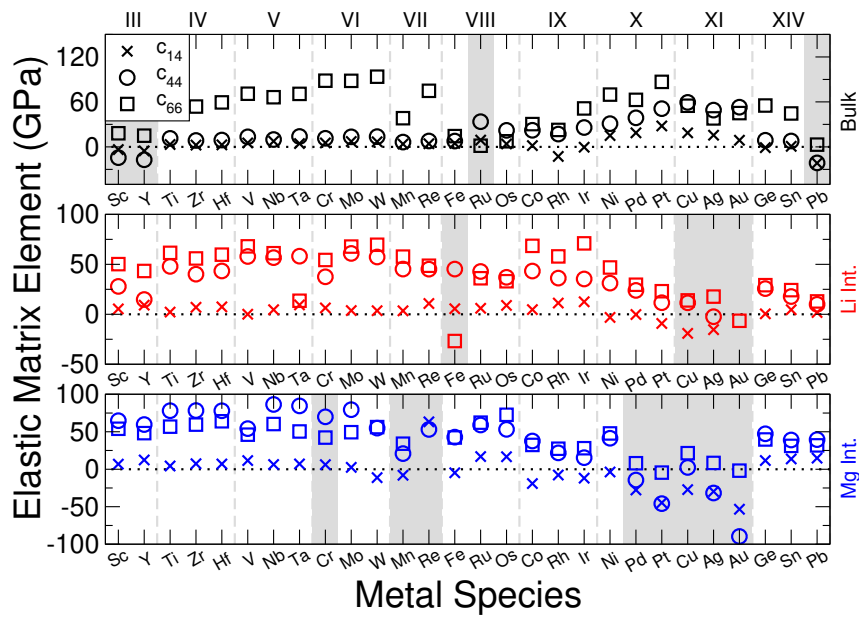 III IV V VI VII VIII IX X XI XIV
Elastic Matrix Element (GPa)
120
60
0
c14
c44
c66
Bulk
Sc Y Ti Zr Hf V Nb Ta Cr Mo W Mn Re Fe Ru Os Co Rh Ir Ni Pd Pt Cu Ag Au Ge Sn Pb
100
50
0
-50
Li Int.
Sc Y Ti Zr Hf V Nb Ta Cr Mo W Mn Re Fe Ru Os Co Rh Ir Ni Pd Pt Cu Ag Au Ge Sn Pb
100
50
0
-50
-100
Mg Int.
Sc Y Ti Zr Hf V Nb Ta Cr Mo W Mn Re Fe Ru Os Co Rh Ir Ni Pd Pt Cu Ag Au Ge Sn Pb
Metal Species